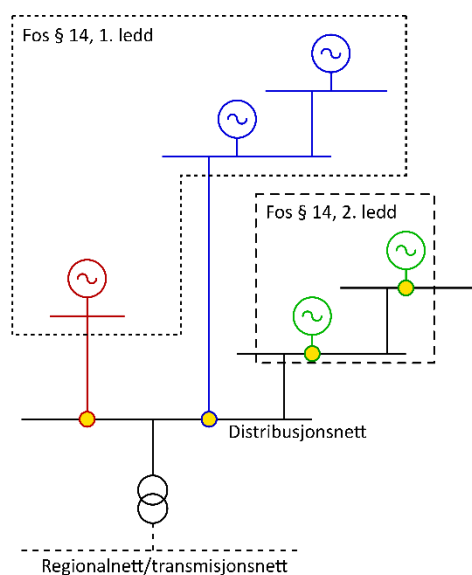 Fos § 14, 1. ledd
Fos § 14, 2. ledd
Distribusjonsnett
Regionalnett/transmisjonsnett